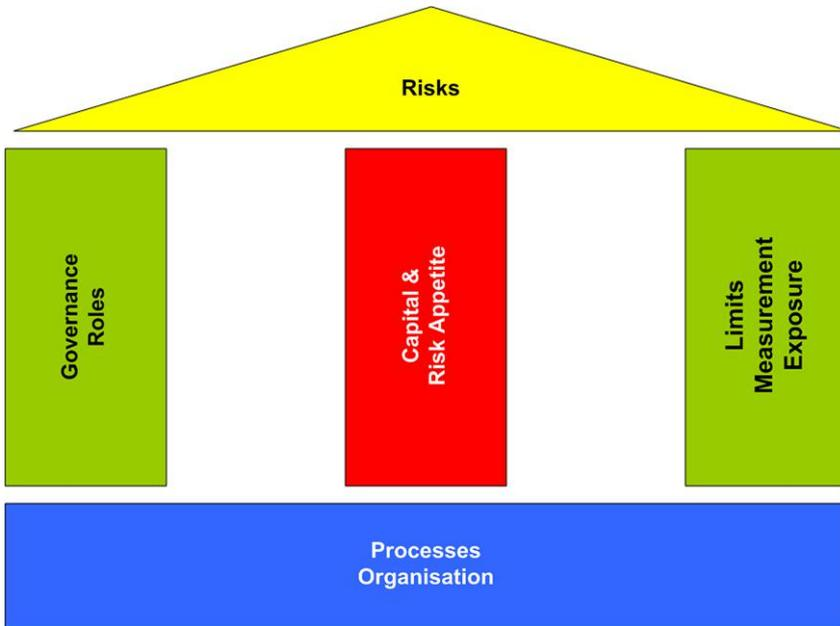 Risks
Governance
Roles
Capital &
Risk Appetite
Limits
Measurement
Exposure
Processes
Organisation